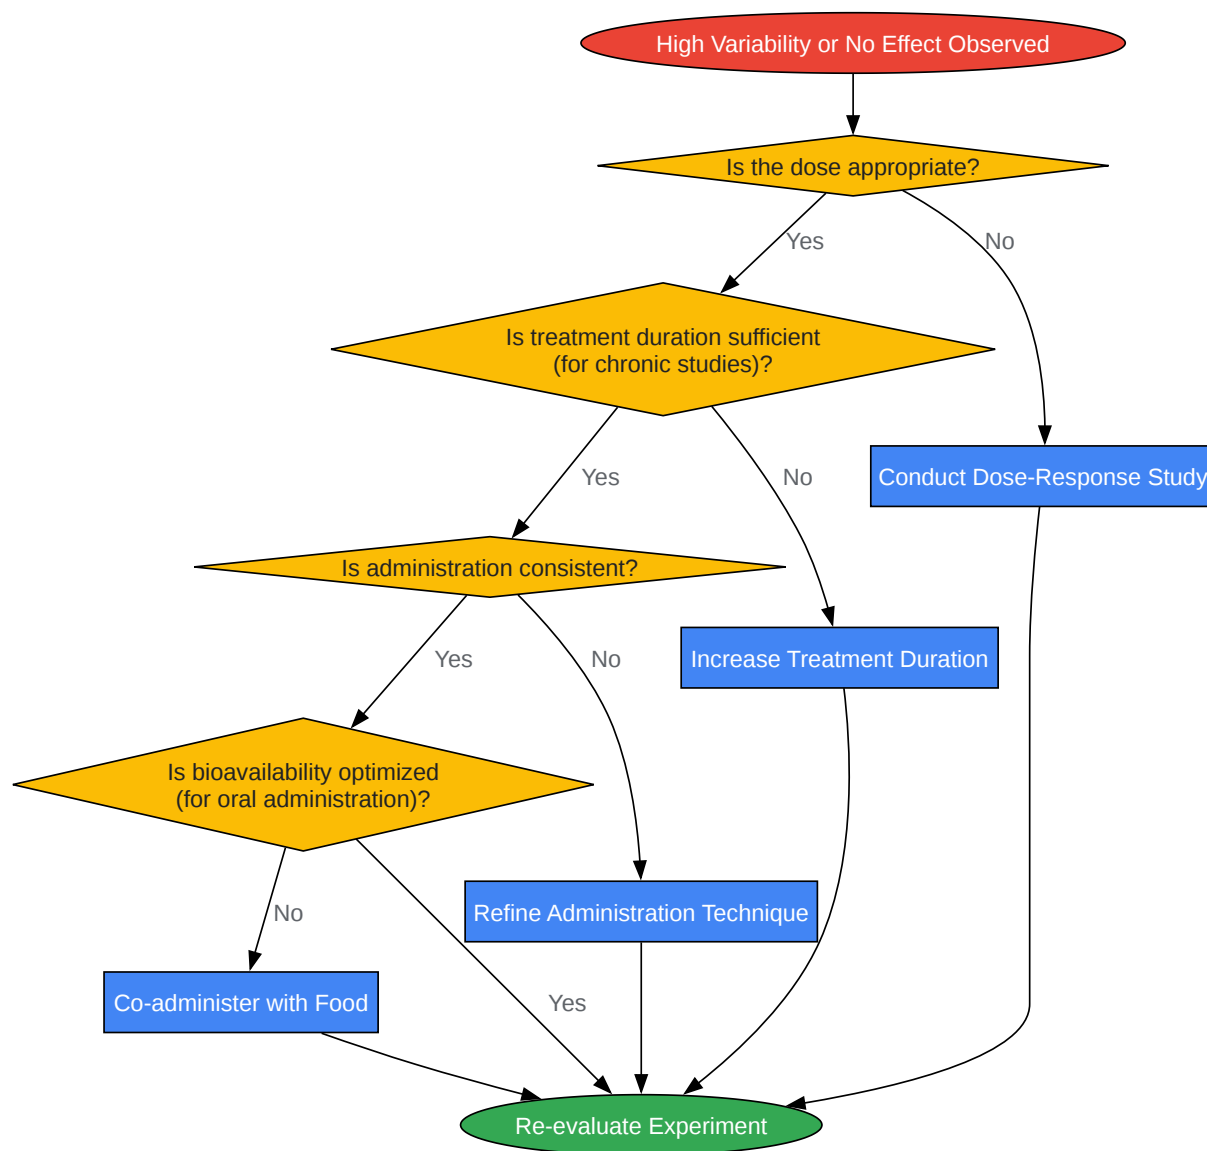 High Variability or No Effect Observed
Is the dose appropriate?
Yes
No
Is treatment duration sufficient
(for chronic studies)?
Yes
No
Conduct Dose-Response Study
Is administration consistent?
Yes
No
Increase Treatment Duration
Is bioavailability optimized
(for oral administration)?
No
Refine Administration Technique
Co-administer with Food
Yes
Re-evaluate Experiment